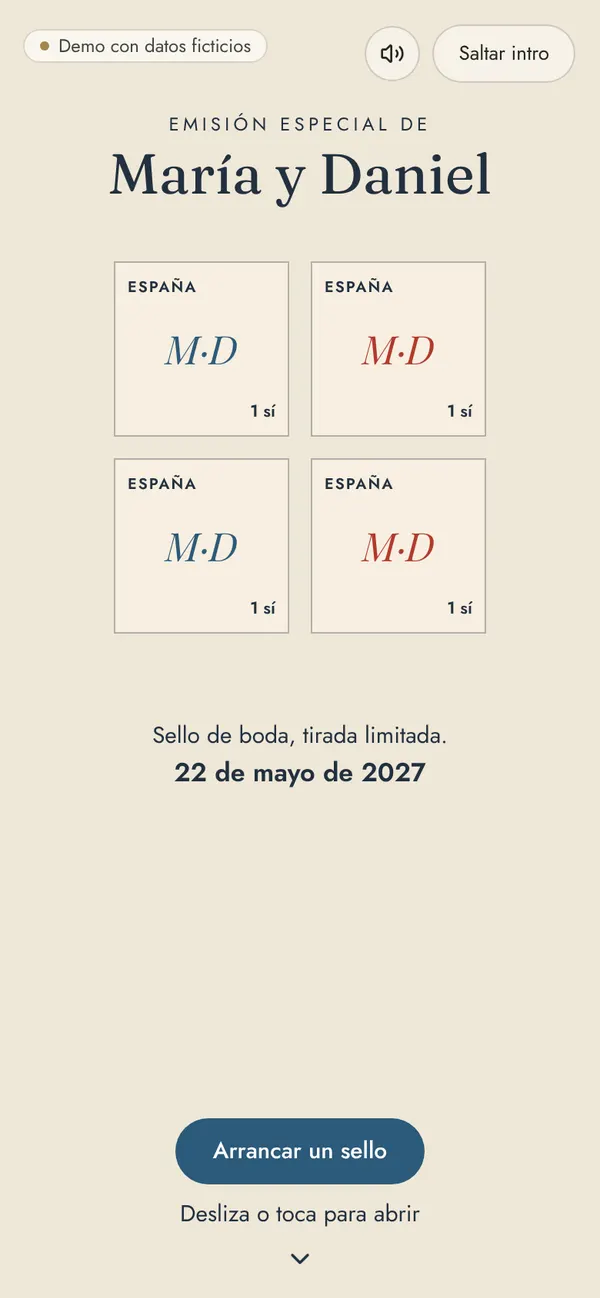 Demo con datos ficticios
Saltar intro
EMISIÓN ESPECIAL DE
María y Daniel
ESPAÑA
M·D
1 sí
ESPAÑA
M·D
1 sí
ESPAÑA
M·D
1 sí
ESPAÑA
M·D
1 sí
Sello de boda, tirada limitada.
22 de mayo de 2027
Arrancar un sello
Desliza o toca para abrir